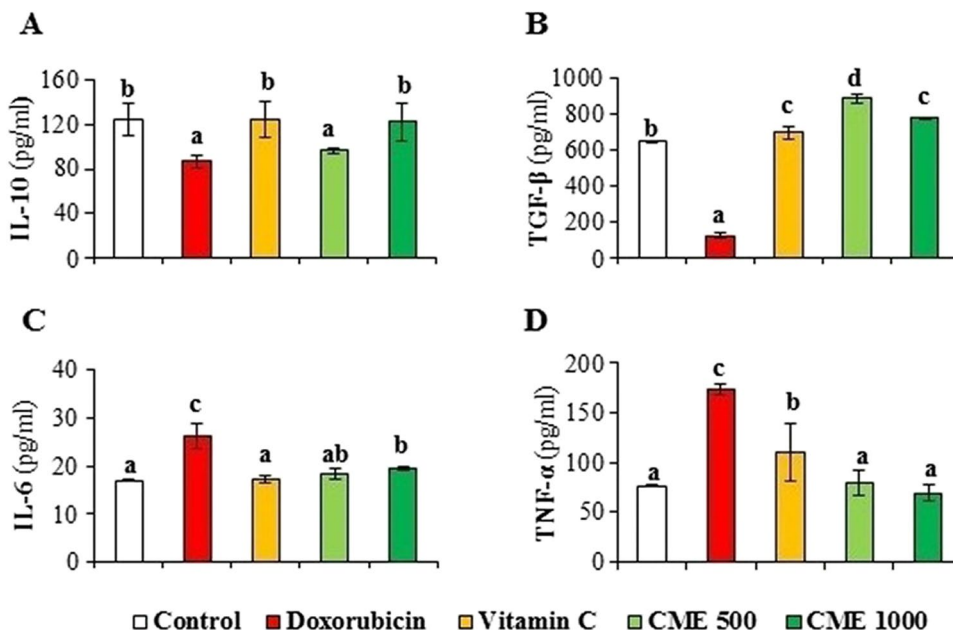 A
IL-10 (pg/ml)
160
120
80
40
0
b
a
b
a
b
B
TGF-β (pg/ml)
1000
800
600
400
200
0
b
a
c
d
c
C
IL-6 (pg/ml)
40
30
20
10
0
a
c
a
ab
b
D
TNF-α (pg/ml)
200
150
100
50
0
a
c
b
a
a
Control Doxorubicin Vitamin C CME 500 CME 1000